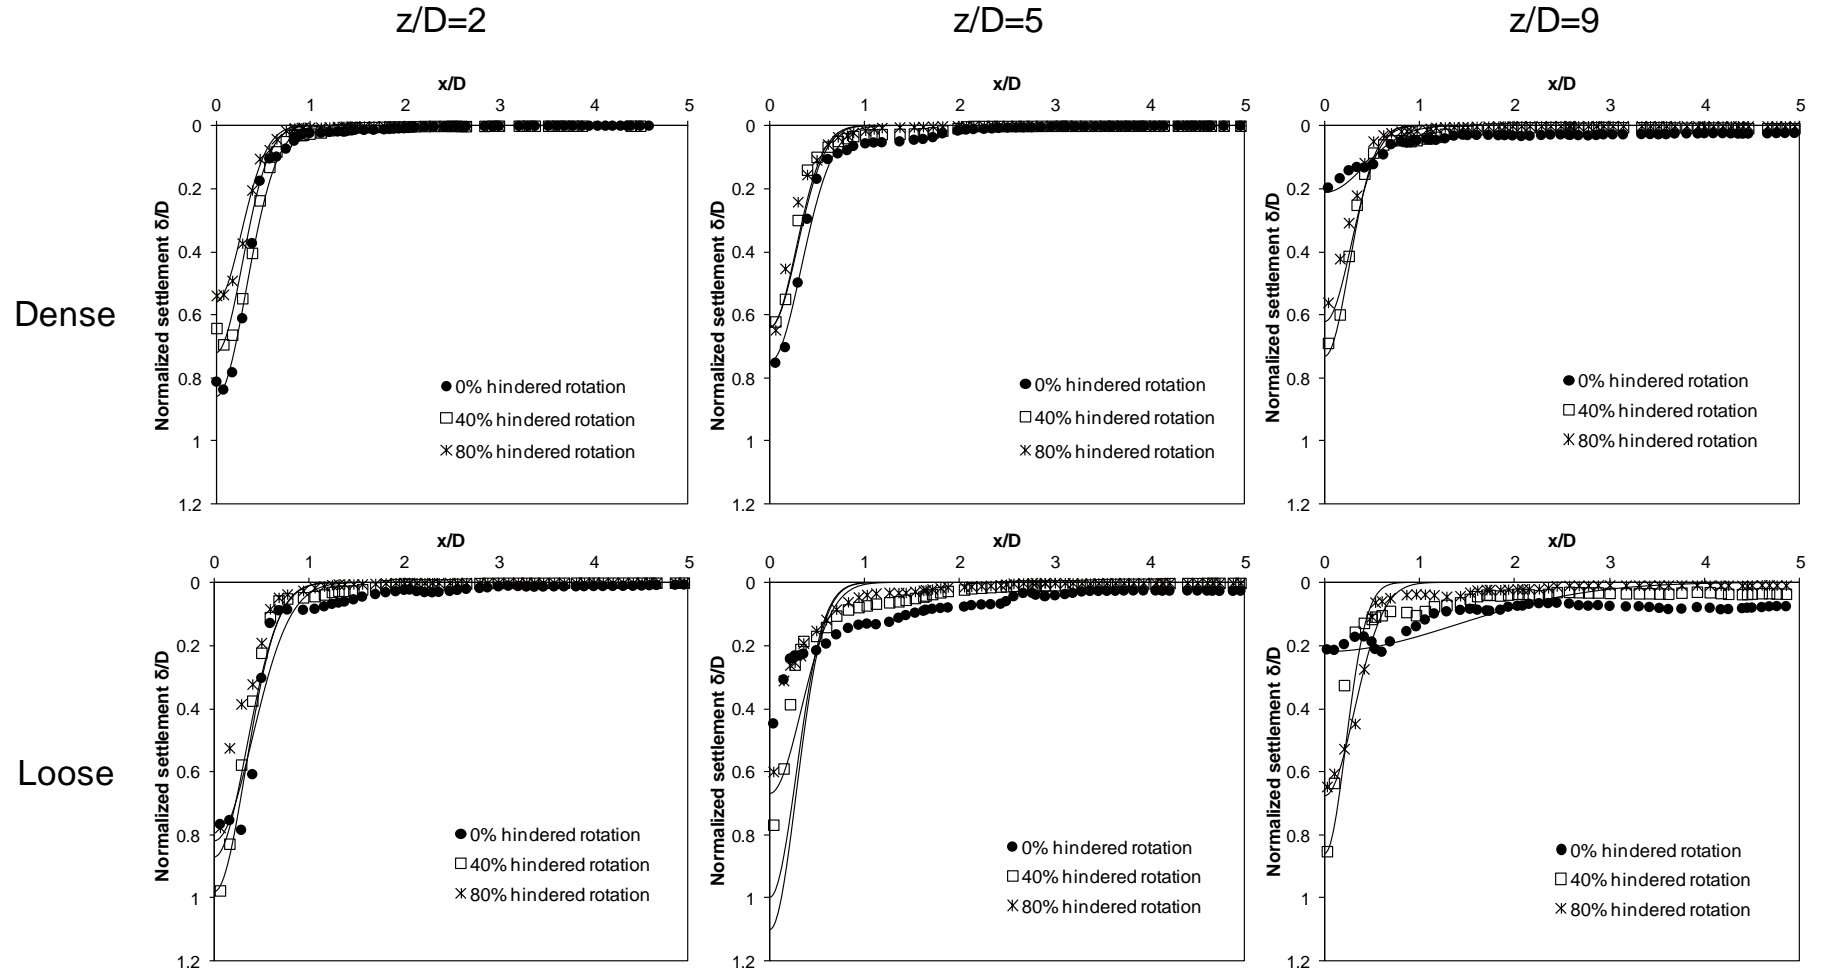 z/D=2
z/D=5
z/D=9
Dense
x/D
0 1 2 3 4 5
0
0.2
0.4
0.6
0.8
1
1.2
Normalized settlement δ/D
0% hindered rotation
40% hindered rotation
80% hindered rotation
x/D
0 1 2 3 4 5
0
0.2
0.4
0.6
0.8
1
1.2
Normalized settlement δ/D
0% hindered rotation
40% hindered rotation
80% hindered rotation
x/D
0 1 2 3 4 5
0
0.2
0.4
0.6
0.8
1
1.2
Normalized settlement δ/D
0% hindered rotation
40% hindered rotation
80% hindered rotation
Loose
x/D
0 1 2 3 4 5
0
0.2
0.4
0.6
0.8
1
1.2
Normalized settlement δ/D
0% hindered rotation
40% hindered rotation
80% hindered rotation
x/D
0 1 2 3 4 5
0
0.2
0.4
0.6
0.8
1
1.2
Normalized settlement δ/D
0% hindered rotation
40% hindered rotation
80% hindered rotation
x/D
0 1 2 3 4 5
0
0.2
0.4
0.6
0.8
1
1.2
Normalized settlement δ/D
0% hindered rotation
40% hindered rotation
80% hindered rotation